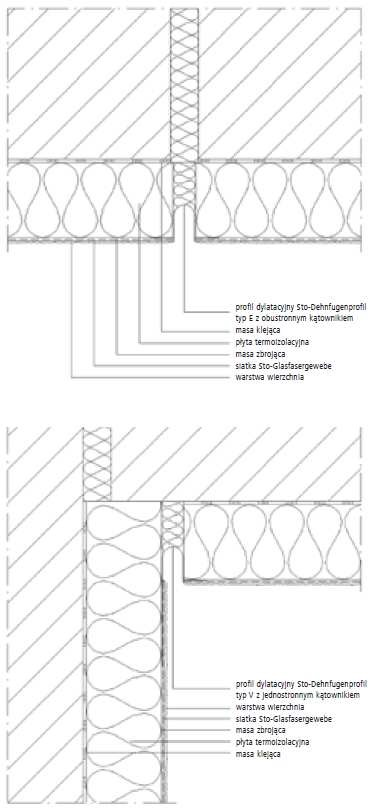 profil dylatacyjny Sto-Dehnfugenprofil
typ E z obustronnym kątownikiem
masa klejąca
płyta termoizolacyjna
masa zbrojąca
siatka Sto-Glasfasergewebe
warstwa wierzchnia
profil dylatacyjny Sto-Dehnfugenprofil
typ V z jednostronnym kątownikiem
warstwa wierzchnia
siatka Sto-Glasfasergewebe
masa zbrojąca
płyta termoizolacyjna
masa klejąca